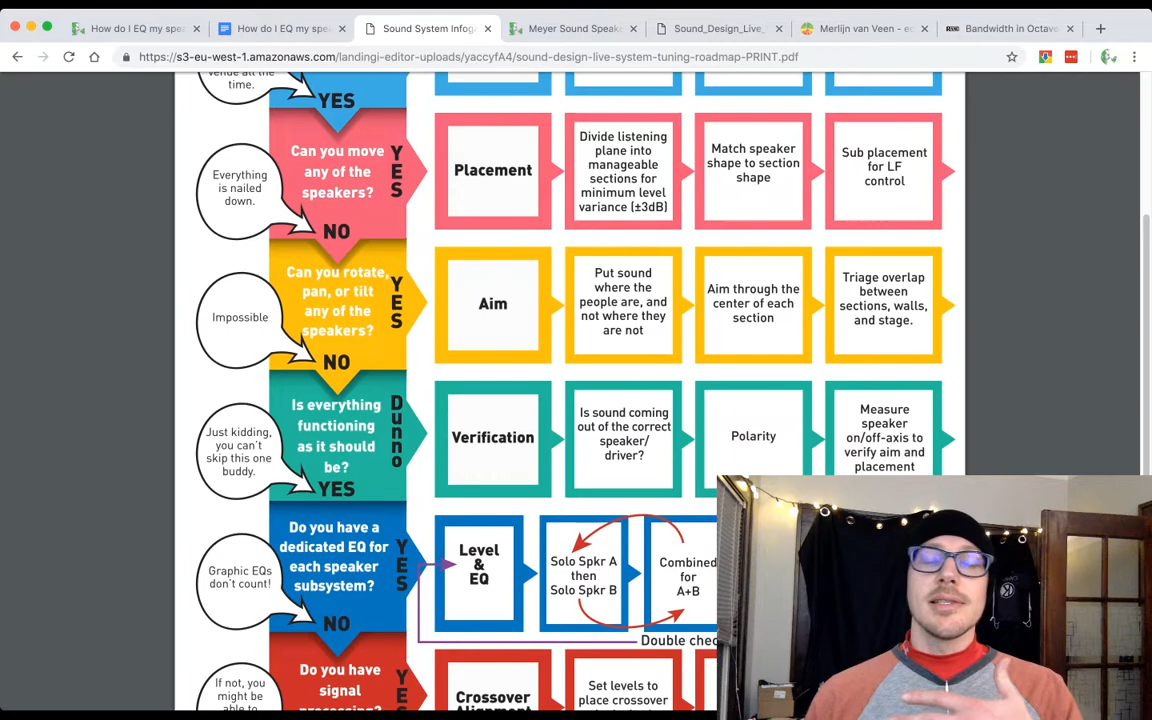 How do I EQ my spe
How do I EQ my spe
Sound System Infog
Meyer Sound Speak
Sound_Design_Live_
Merlijn van Veen - e
Bandwidth in Octave
https://s3-eu-west-1.amazonaws.com/landingi-editor-uploads/yaccyfA4/sound-design-live-system-tuning-roadmap-PRINT.pdf
venue all the
time.
YES
Everything
is nailed
down.
Can you move
any of the
speakers?
YES
NO
Placement
Divide listening
plane into
manageable
sections for
minimum level
variance (±3dB)
Match speaker
shape to section
shape
Sub placement
for LF
control
Impossible
Can you rotate,
pan, or tilt
any of the
speakers?
YES
NO
Aim
Put sound
where the
people are, and
not where they
are not
Aim through the
center of each
section
Triage overlap
between
sections, walls,
and stage.
Just kidding,
you can't
skip this one
buddy.
Is everything
functioning
as it should
be?
Dunno
YES
Verification
Is sound coming
out of the correct
speaker/
driver?
Polarity
Measure
speaker
on/off-axis to
verify aim and
placement
Graphic EQs
don't count!
Do you have a
dedicated EQ for
each speaker
subsystem?
YES
NO
Level
&
EQ
Solo Spkr A
then
Solo Spkr B
Combined
for
A+B
Double chec
If not, you
might be
able to
Do you have
signal
processing?
YES
Crossover
Alignment
Set levels to
place crossover